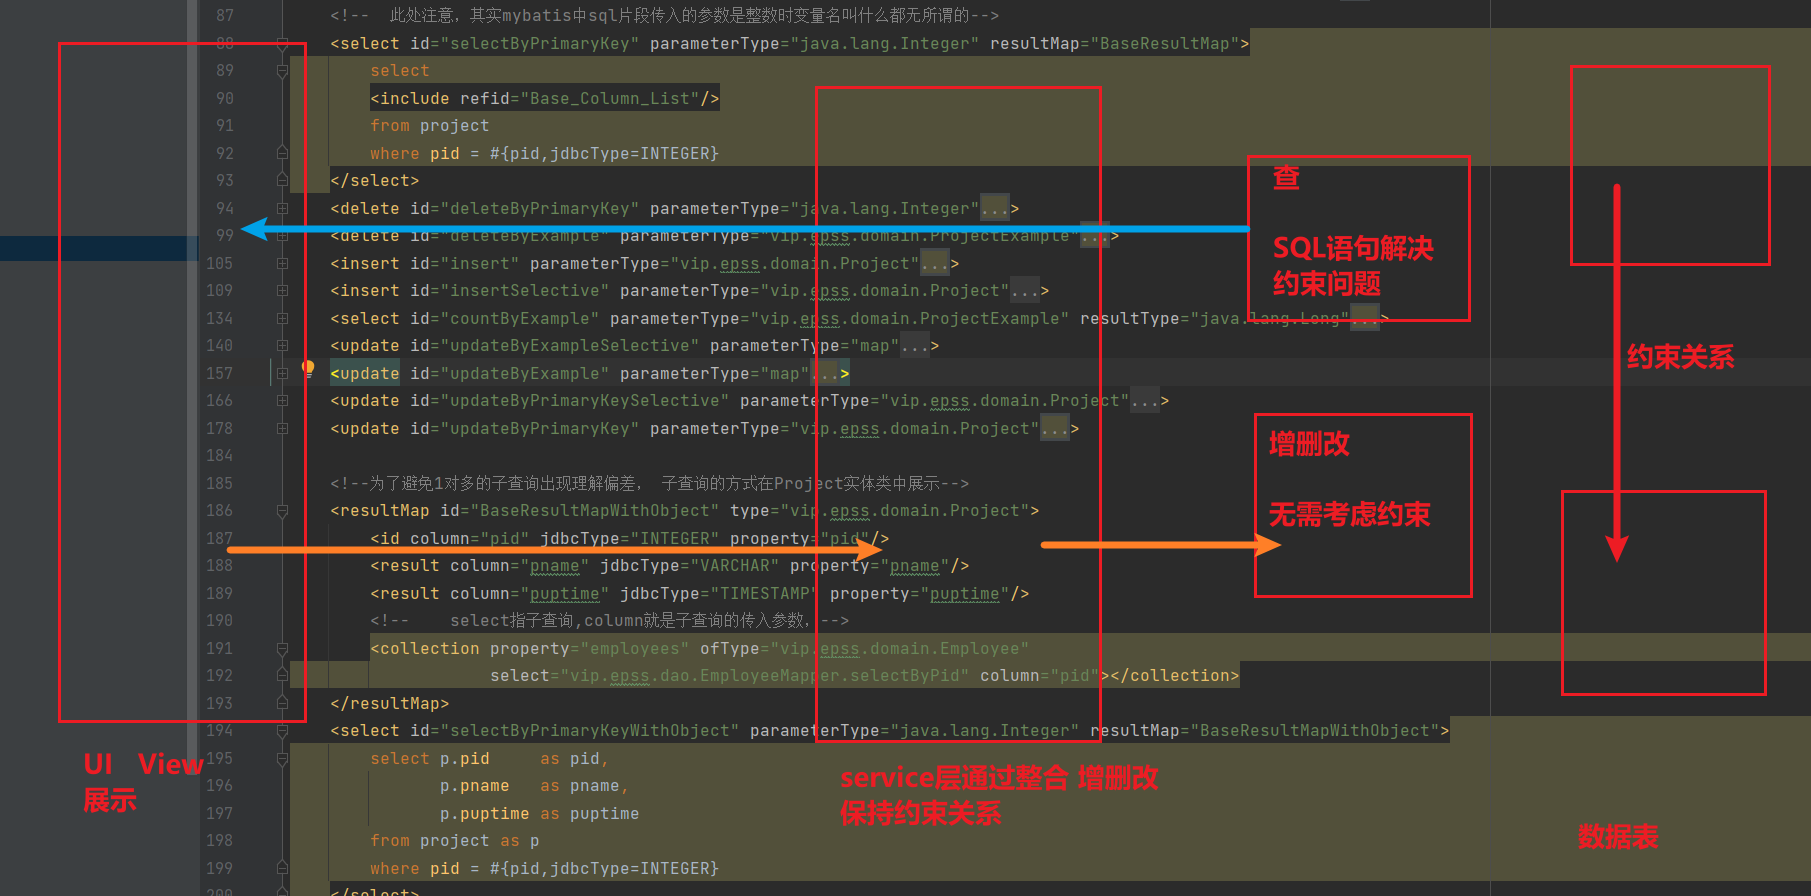 87 <!-- 此处注意，其实mybatis中sql片段传入的参数是整数时变量名叫什么都无所谓的-->
88 <select id="selectByPrimaryKey" parameterType="java.lang.Integer" resultMap="BaseResultMap">
89 select
90 <include refid="Base_Column_List"/>
91 from project
92 where pid = #{pid,jdbcType=INTEGER}
93 </select>
94 <delete id="deleteByPrimaryKey" parameterType="java.lang.Integer"...>
99 <delete id="deleteByExample" parameterType="vip.epss.domain.ProjectExample"...>
105 <insert id="insert" parameterType="vip.epss.domain.Project"...>
109 <insert id="insertSelective" parameterType="vip.epss.domain.Project"...>
134 <select id="countByExample" parameterType="vip.epss.domain.ProjectExample" resultType="java.lang.Long"...>
140 <update id="updateByExampleSelective" parameterType="map"...>
157 <update id="updateByExample" parameterType="map"...>
166 <update id="updateByPrimaryKeySelective" parameterType="vip.epss.domain.Project"...>
178 <update id="updateByPrimaryKey" parameterType="vip.epss.domain.Project"...>
184
185 <!--为了避免1对多的子查询出现理解偏差， 子查询的方式在Project实体类中展示-->
186 <resultMap id="BaseResultMapWithObject" type="vip.epss.domain.Project">
187 <id column="pid" jdbcType="INTEGER" property="pid"/>
188 <result column="pname" jdbcType="VARCHAR" property="pname"/>
189 <result column="puptime" jdbcType="TIMESTAMP" property="puptime"/>
190 <!-- select指子查询,column就是子查询的传入参数，-->
191 <collection property="employees" ofType="vip.epss.domain.Employee"
192 select="vip.epss.dao.EmployeeMapper.selectByPid" column="pid"></collection>
193 </resultMap>
194 <select id="selectByPrimaryKeyWithObject" parameterType="java.lang.Integer" resultMap="BaseResultMapWithObject">
195 select p.pid as pid,
196 p.pname as pname,
197 p.puptime as puptime
198 from project as p
199 where pid = #{pid,jdbcType=INTEGER}
200 </select>
查
SQL语句解决
约束问题
约束关系
增删改
无需考虑约束
UI View
展示
service层通过整合 增删改
保持约束关系
数据表